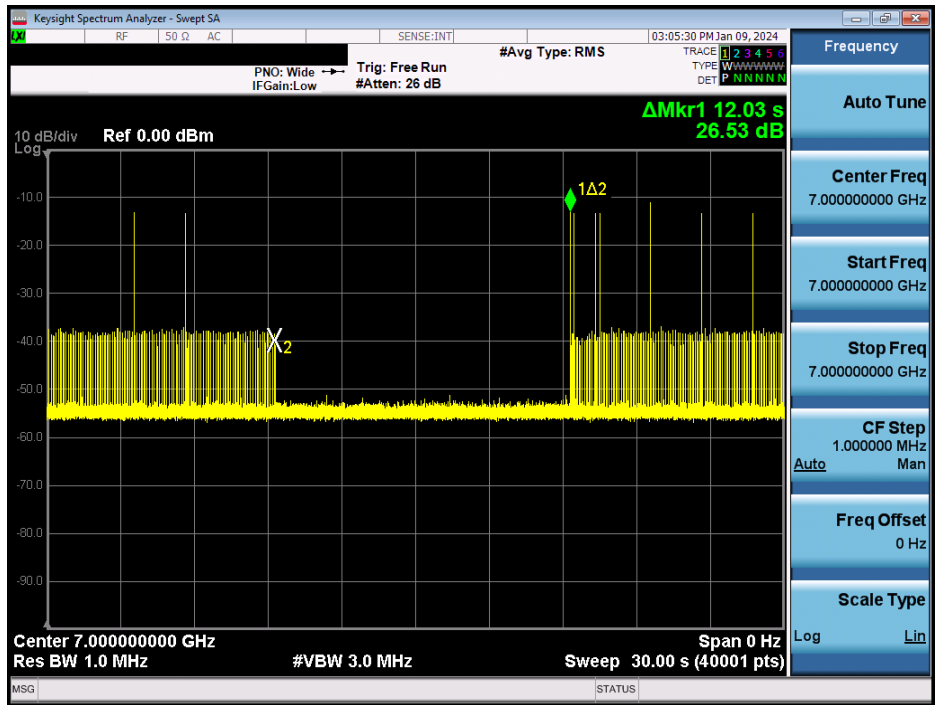 Keysight Spectrum Analyzer - Swept SA
LXI RF 50 Ω AC SENSE:INT 03:05:30 PM Jan 09, 2024
#Avg Type: RMS TRACE 1 2 3 4 5 6
PNO: Wide Trig: Free Run TYPE WWWWWW
IFGain:Low #Atten: 26 dB DET P N N N N N
ΔMkr1 12.03 s
26.53 dB
10 dB/div Ref 0.00 dBm
Log
1Δ2
-10.0
-20.0
-30.0
-40.0
X2
-50.0
-60.0
-70.0
-80.0
-90.0
Center 7.000000000 GHz Span 0 Hz
Res BW 1.0 MHz #VBW 3.0 MHz Sweep 30.00 s (40001 pts)
MSG STATUS
Frequency
Auto Tune
Center Freq
7.000000000 GHz
Start Freq
7.000000000 GHz
Stop Freq
7.000000000 GHz
CF Step
1.000000 MHz
Auto Man
Freq Offset
0 Hz
Scale Type
Log Lin